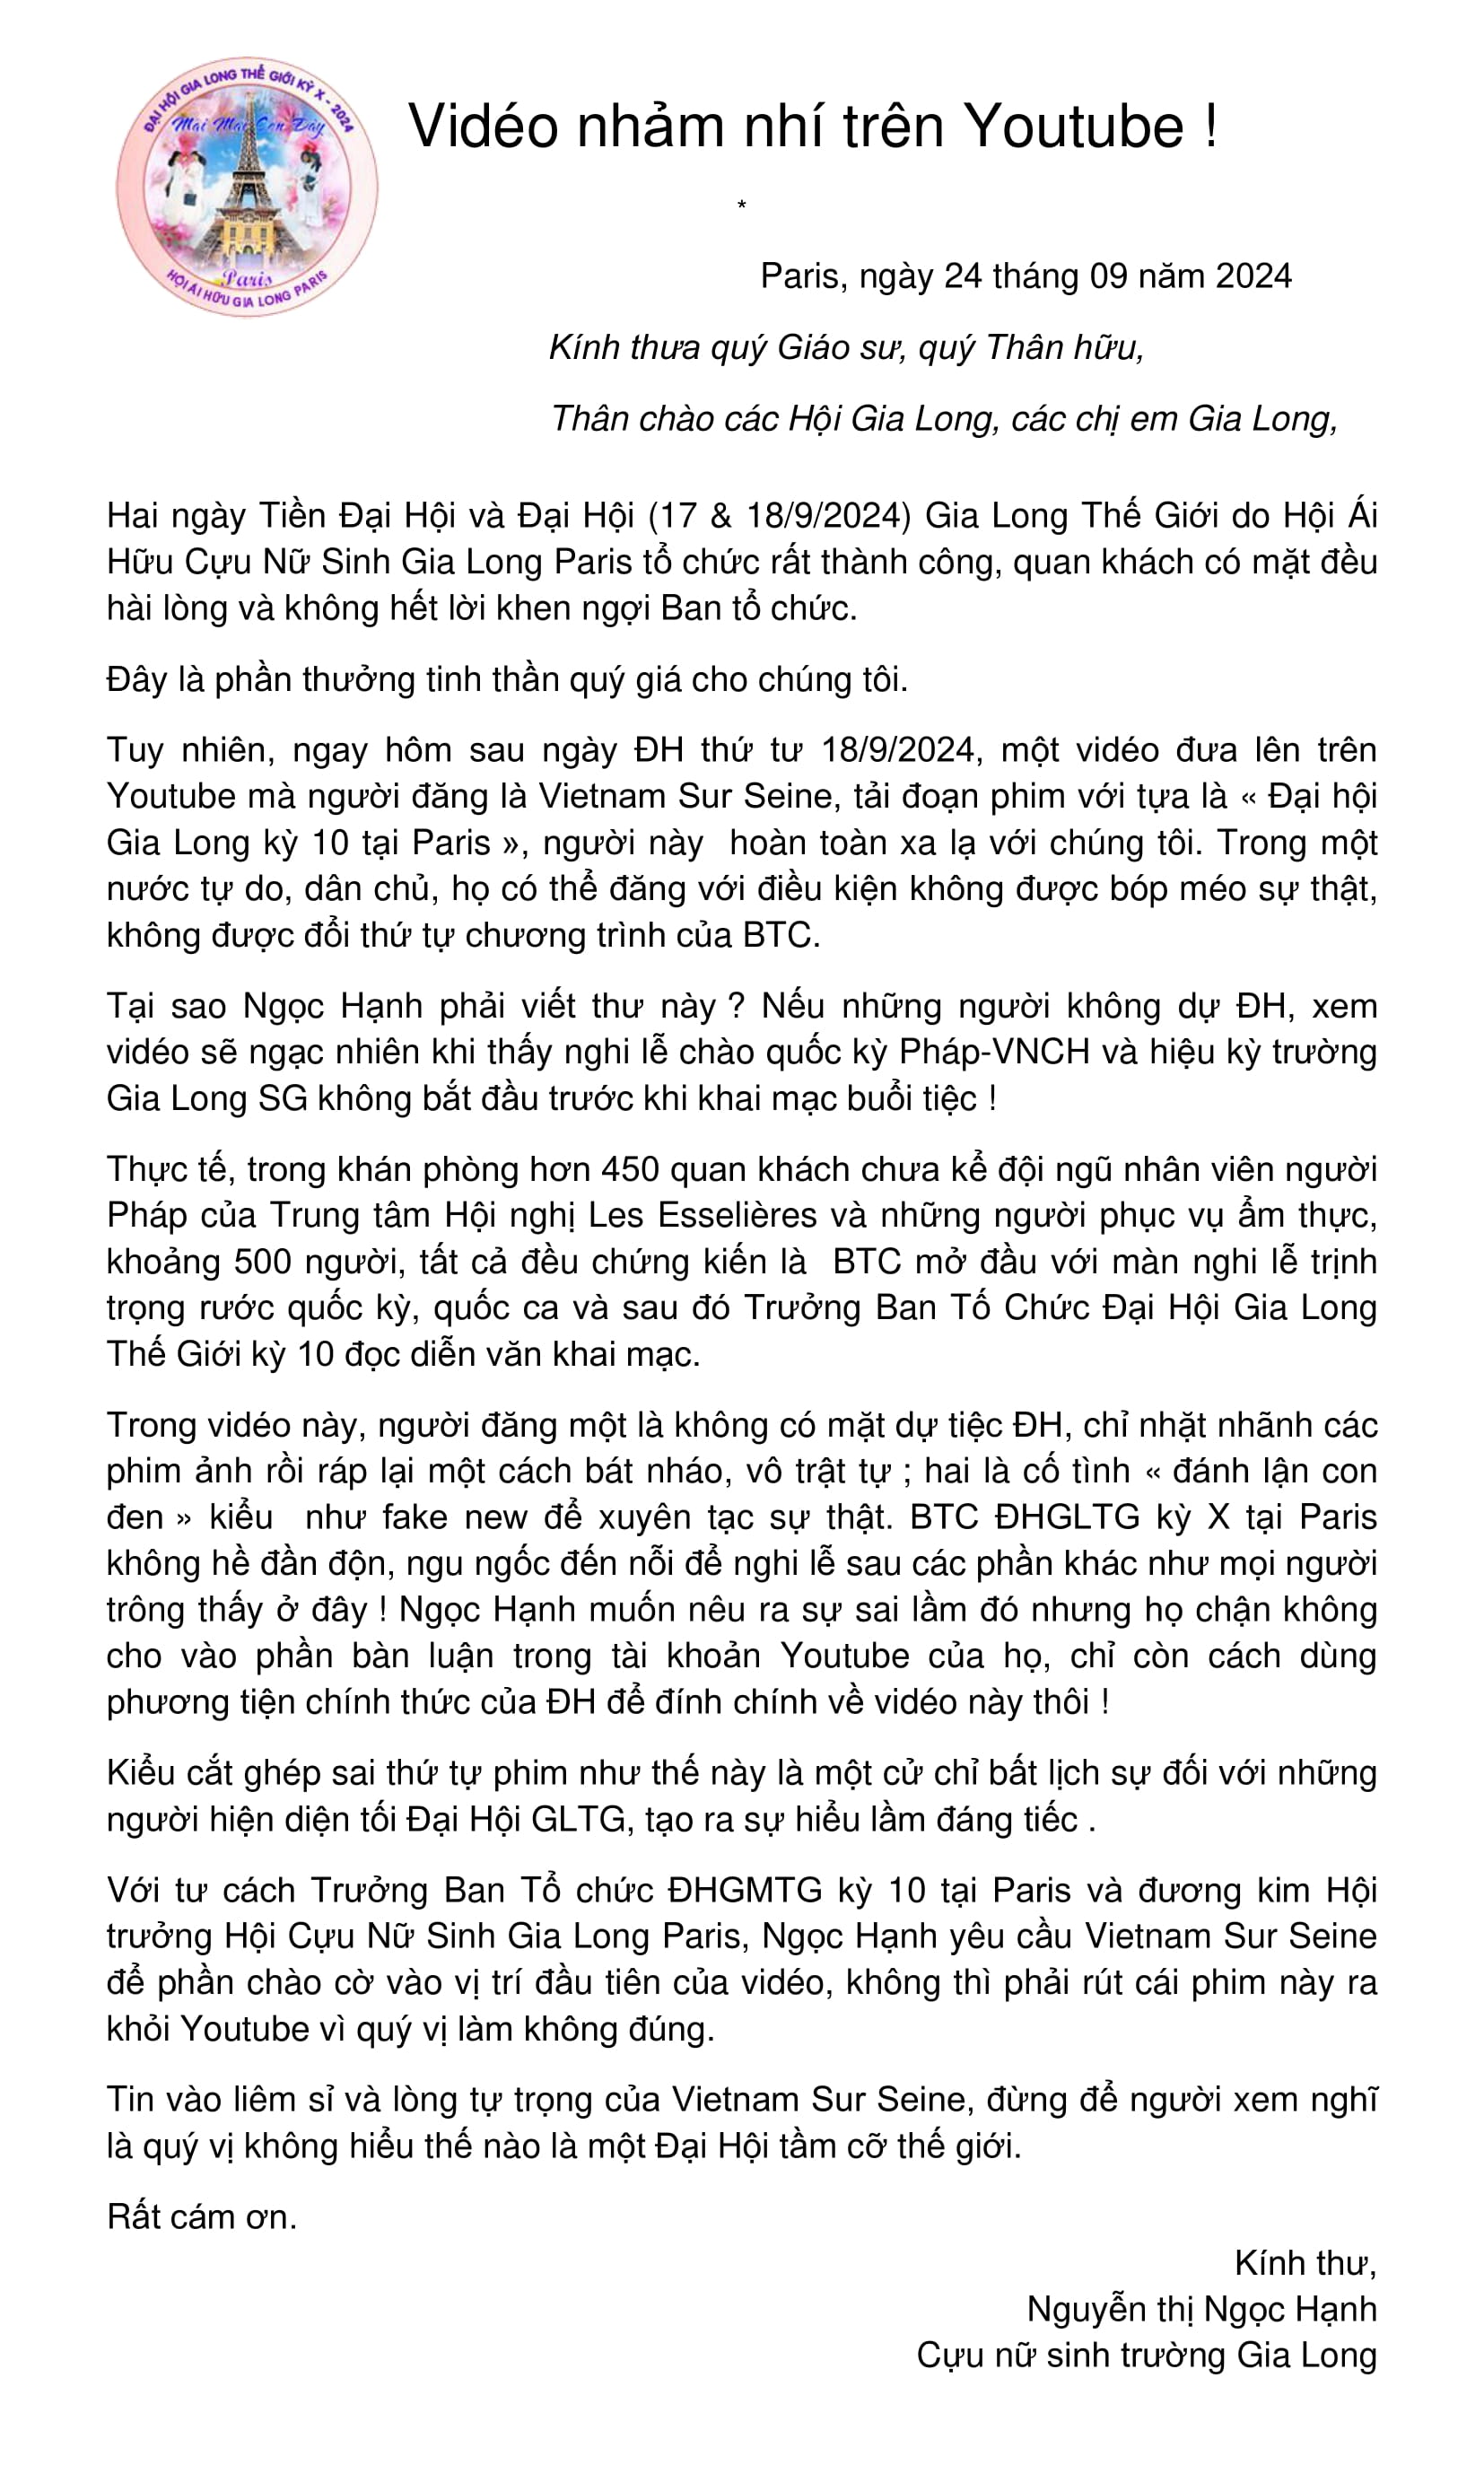 ĐẠI HỘI GIA LONG THẾ GIỚI KỲ X - 2024
Mãi Mãi Còn Đây
Paris
HỘI ÁI HỮU GIA LONG PARIS
Vidéo nhảm nhí trên Youtube !
*
Paris, ngày 24 tháng 09 năm 2024
Kính thưa quý Giáo sư, quý Thân hữu,
Thân chào các Hội Gia Long, các chị em Gia Long,
Hai ngày Tiền Đại Hội và Đại Hội (17 & 18/9/2024) Gia Long Thế Giới do Hội Ái
Hữu Cựu Nữ Sinh Gia Long Paris tổ chức rất thành công, quan khách có mặt đều
hài lòng và không hết lời khen ngợi Ban tổ chức.
Đây là phần thưởng tinh thần quý giá cho chúng tôi.
Tuy nhiên, ngay hôm sau ngày ĐH thứ tư 18/9/2024, một vidéo đưa lên trên
Youtube mà người đăng là Vietnam Sur Seine, tải đoạn phim với tựa là « Đại hội
Gia Long kỳ 10 tại Paris », người này  hoàn toàn xa lạ với chúng tôi. Trong một
nước tự do, dân chủ, họ có thể đăng với điều kiện không được bóp méo sự thật,
không được đổi thứ tự chương trình của BTC.
Tại sao Ngọc Hạnh phải viết thư này ? Nếu những người không dự ĐH, xem
vidéo sẽ ngạc nhiên khi thấy nghi lễ chào quốc kỳ Pháp-VNCH và hiệu kỳ trường
Gia Long SG không bắt đầu trước khi khai mạc buổi tiệc !
Thực tế, trong khán phòng hơn 450 quan khách chưa kể đội ngũ nhân viên người
Pháp của Trung tâm Hội nghị Les Esselières và những người phục vụ ẩm thực,
khoảng 500 người, tất cả đều chứng kiến là  BTC mở đầu với màn nghi lễ trịnh
trọng rước quốc kỳ, quốc ca và sau đó Trưởng Ban Tố Chức Đại Hội Gia Long
Thế Giới kỳ 10 đọc diễn văn khai mạc.
Trong vidéo này, người đăng một là không có mặt dự tiệc ĐH, chỉ nhặt nhãnh các
phim ảnh rồi ráp lại một cách bát nháo, vô trật tự ; hai là cố tình « đánh lận con
đen » kiểu  như fake new để xuyên tạc sự thật. BTC ĐHGLTG kỳ X tại Paris
không hề đần độn, ngu ngốc đến nỗi để nghi lễ sau các phần khác như mọi người
trông thấy ở đây ! Ngọc Hạnh muốn nêu ra sự sai lầm đó nhưng họ chận không
cho vào phần bàn luận trong tài khoản Youtube của họ, chỉ còn cách dùng
phương tiện chính thức của ĐH để đính chính về vidéo này thôi !
Kiểu cắt ghép sai thứ tự phim như thế này là một cử chỉ bất lịch sự đối với những
người hiện diện tối Đại Hội GLTG, tạo ra sự hiểu lầm đáng tiếc .
Với tư cách Trưởng Ban Tổ chức ĐHGMTG kỳ 10 tại Paris và đương kim Hội
trưởng Hội Cựu Nữ Sinh Gia Long Paris, Ngọc Hạnh yêu cầu Vietnam Sur Seine
để phần chào cờ vào vị trí đầu tiên của vidéo, không thì phải rút cái phim này ra
khỏi Youtube vì quý vị làm không đúng.
Tin vào liêm sỉ và lòng tự trọng của Vietnam Sur Seine, đừng để người xem nghĩ
là quý vị không hiểu thế nào là một Đại Hội tầm cỡ thế giới.
Rất cám ơn.
Kính thư,
Nguyễn thị Ngọc Hạnh
Cựu nữ sinh trường Gia Long